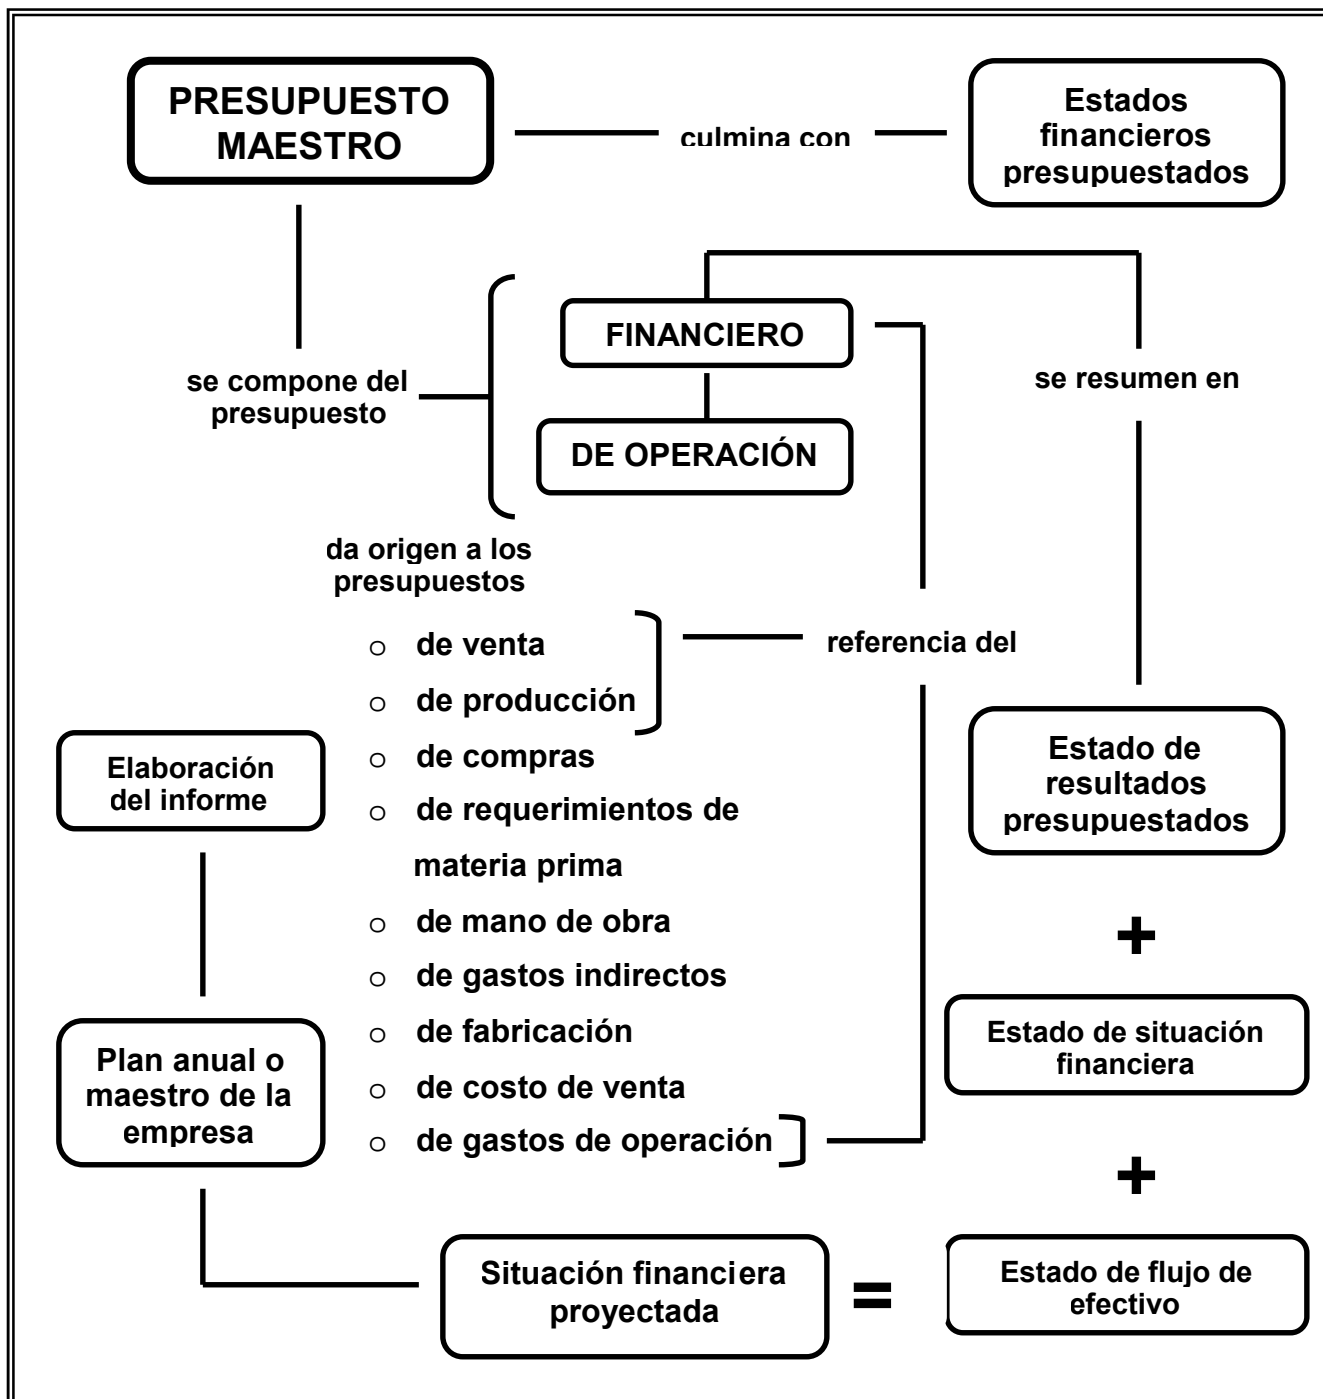 PRESUPUESTO
MAESTRO
culmina con
Estados
financieros
presupuestados
FINANCIERO
se compone del
presupuesto
se resumen en
DE OPERACIÓN
da origen a los
presupuestos
o de venta
o de producción
referencia del
o de compras
o de requerimientos de
materia prima
o de mano de obra
o de gastos indirectos
o de fabricación
o de costo de venta
o de gastos de operación
Elaboración
del informe
Plan anual o
maestro de la
empresa
Estado de
resultados
presupuestados
+
Estado de situación
financiera
+
Situación financiera
proyectada
=
Estado de flujo de
efectivo